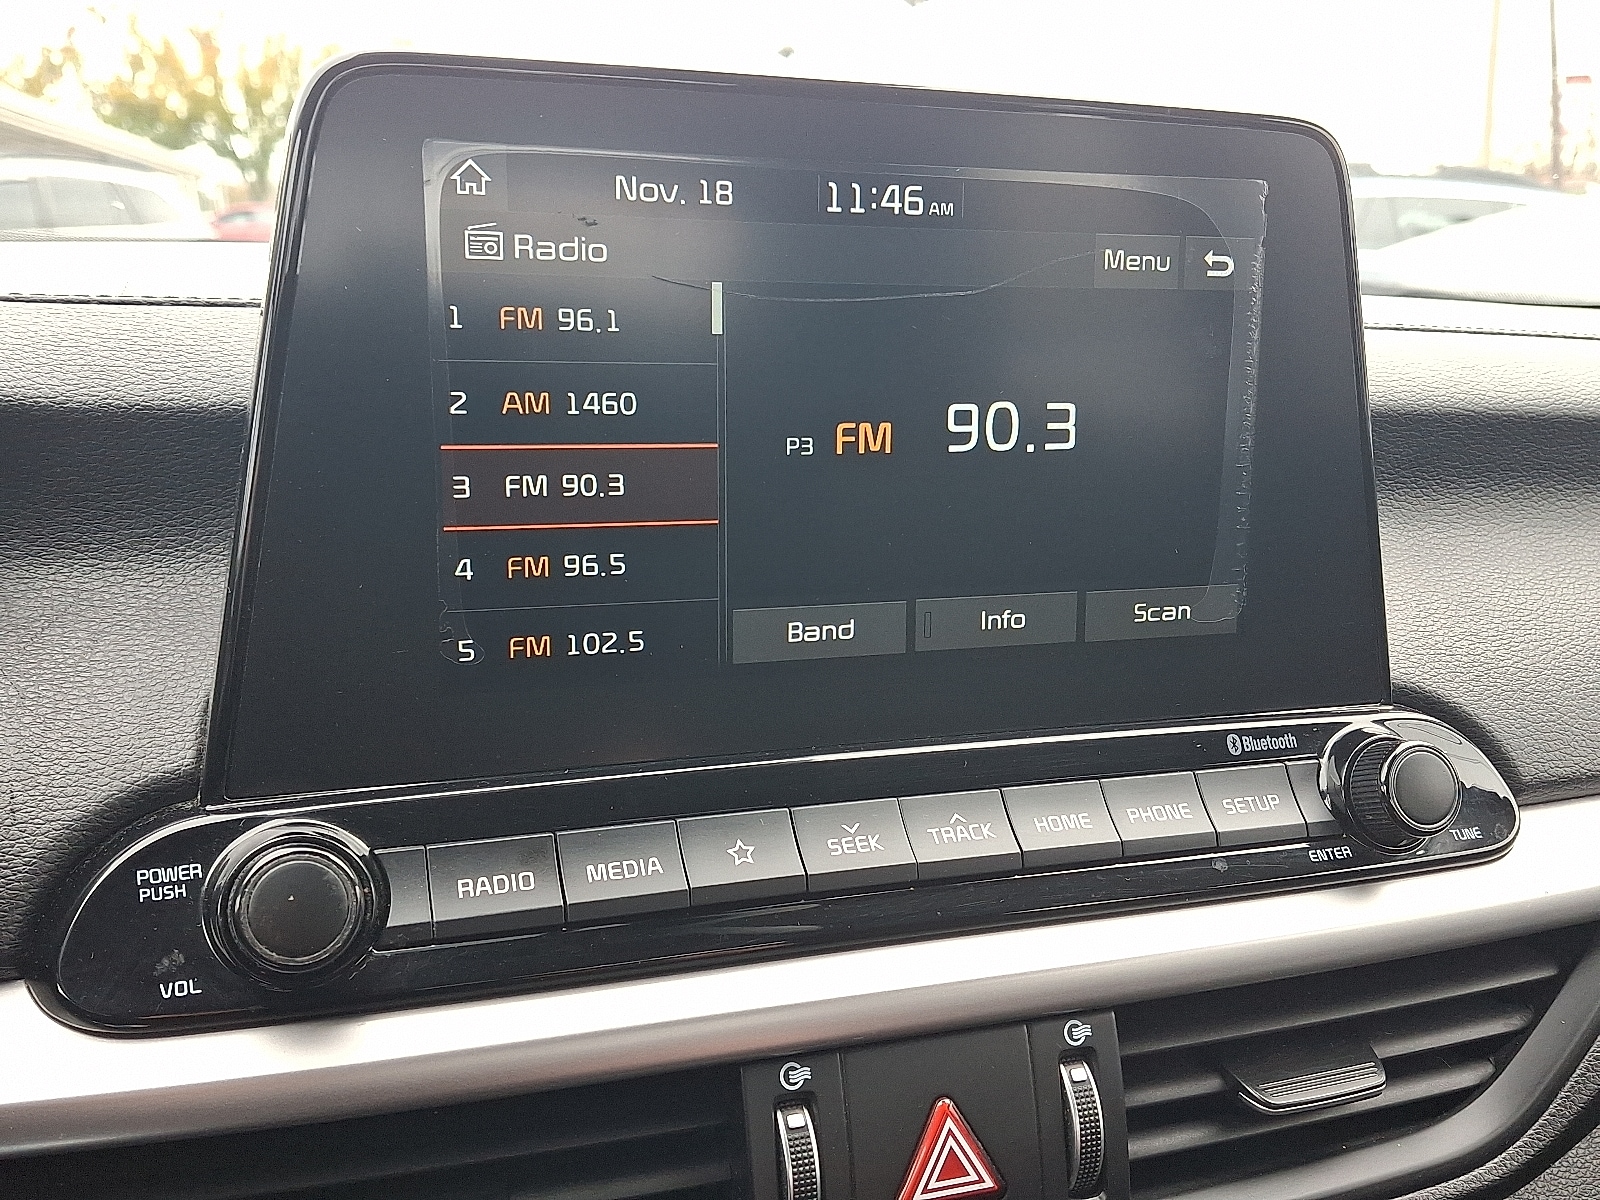 Nov. 18 11:46 AM
Radio Menu
1 FM 96.1
2 AM 1460
3 FM 90.3
4 FM 96.5
5 FM 102.5
P3 FM 90.3
Band Info Scan
Bluetooth
POWER
PUSH
VOL
RADIO MEDIA SEEK TRACK HOME PHONE SETUP
ENTER
TUNE